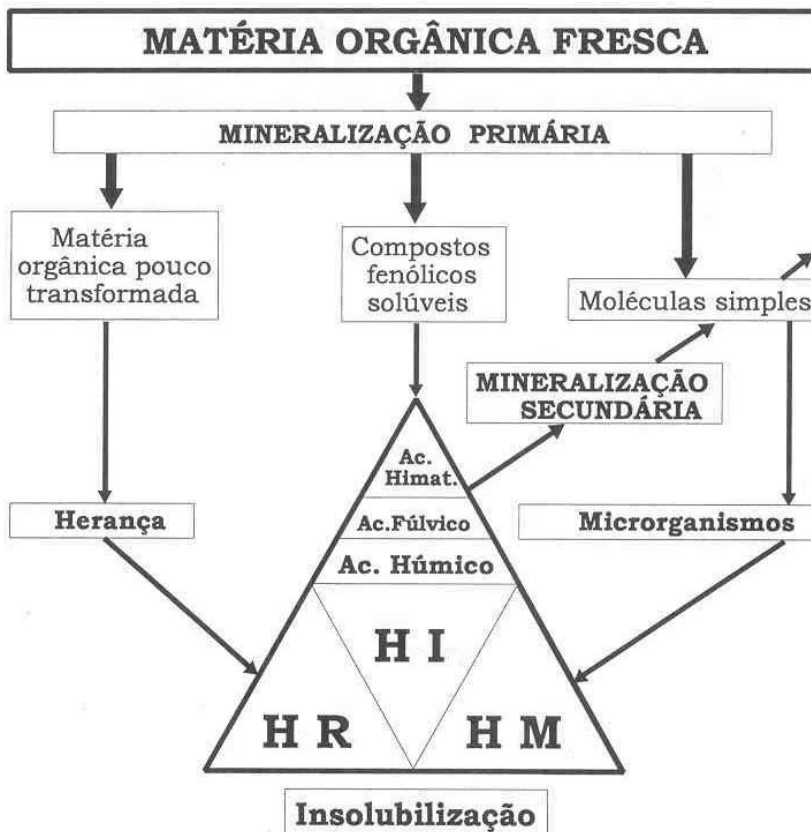 MATÉRIA ORGÂNICA FRESCA
MINERALIZAÇÃO PRIMÁRIA
Matéria
orgânica pouco
transformada
Compostos
fenólicos
solúveis
Moléculas simples
MINERALIZAÇÃO
SECUNDÁRIA
Ac.
Himat.
Ac.Fúlvico
Ac. Húmico
Herança
Microrganismos
H I
H R
H M
Insolubilização